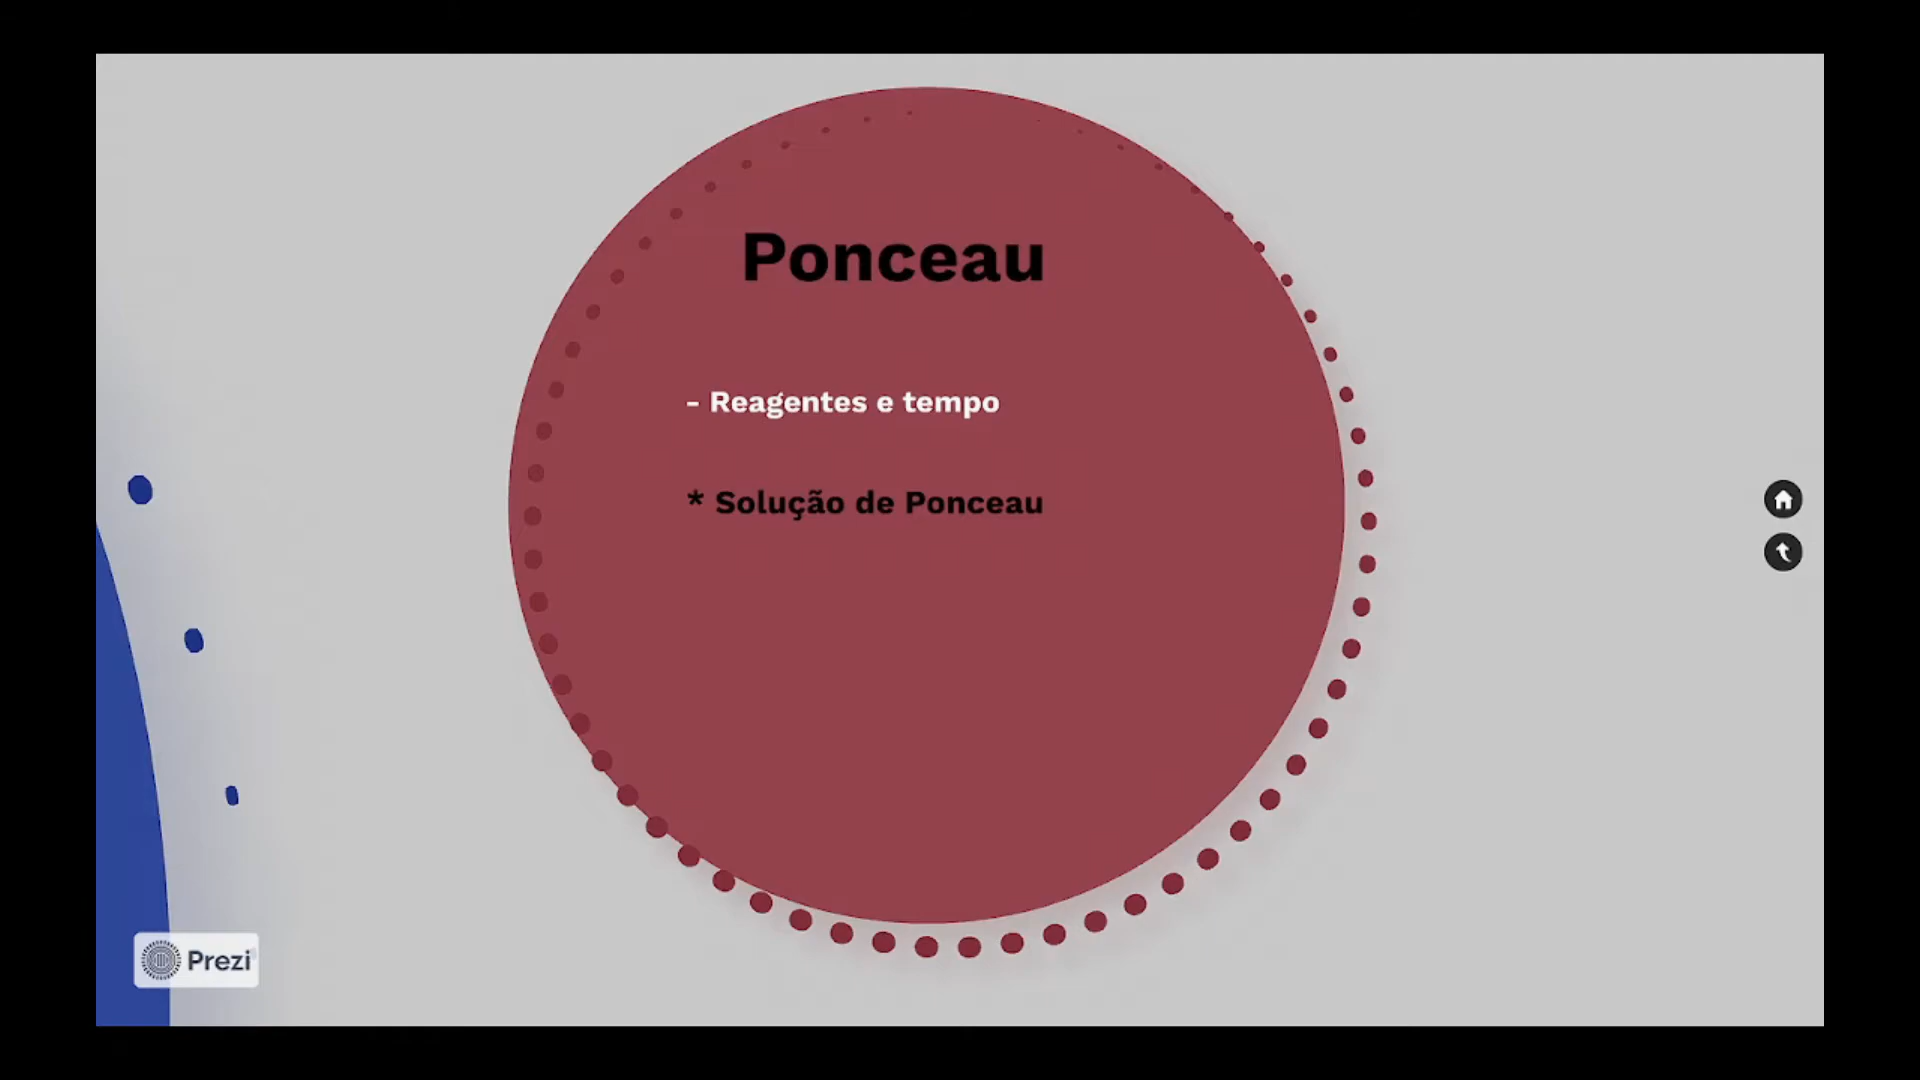 Ponceau
- Reagentes e tempo
* Solução de Ponceau
Prezi